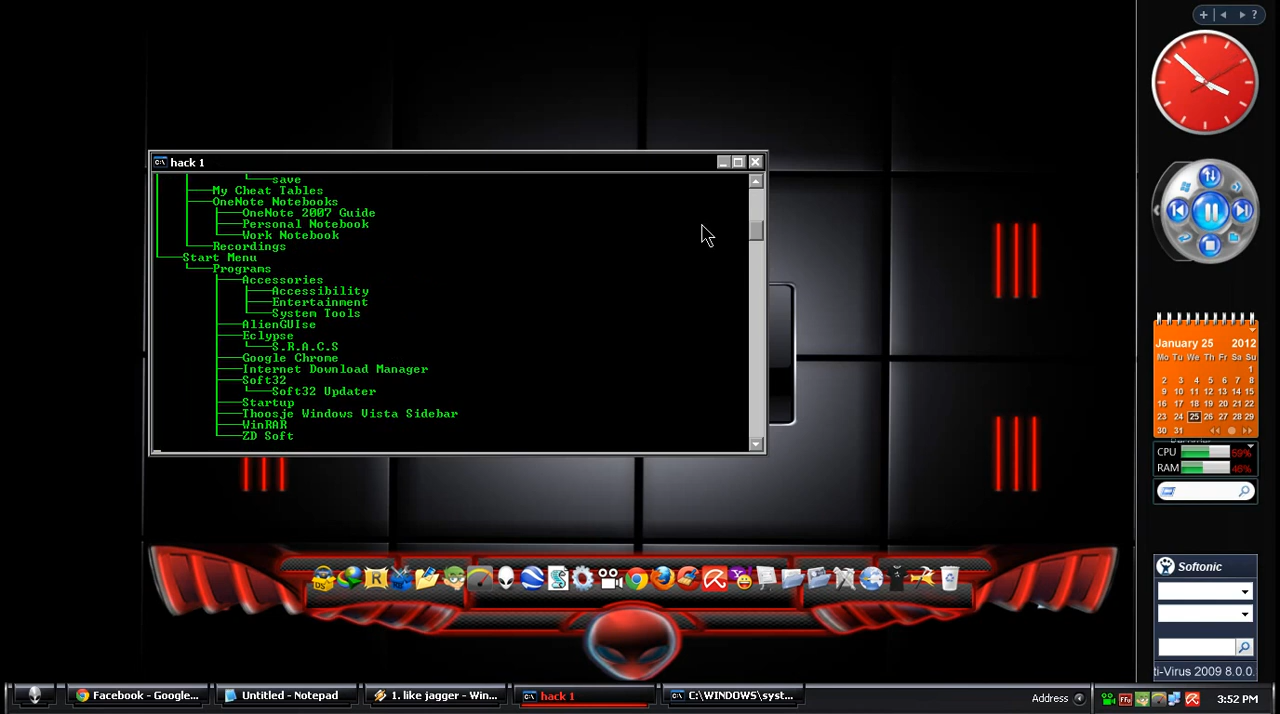 hack 1
save
My Cheat Tables
OneNote Notebooks
OneNote 2007 Guide
Personal Notebook
Work Notebook
Recordings
Start Menu
Programs
Accessories
Accessibility
Entertainment
System Tools
AlienGUIse
Eclypse
S.R.A.C.S
Google Chrome
Internet Download Manager
Soft32
Soft32 Updater
Startup
Thoosje Windows Vista Sidebar
WinRAR
ZD Soft
January 25 2012
Mo Tu We Th Fr Sa Su
1
2 3 4 5 6 7 8
9 10 11 12 13 14 15
16 17 18 19 20 21 22
23 24 25 26 27 28 29
30 31
CPU 59%
RAM 46%
Softonic
ti-Virus 2009 8.0.0.
Facebook - Google...
Untitled - Notepad
1. like jagger - Win...
hack 1
C:\WINDOWS\syst...
Address
3:52 PM